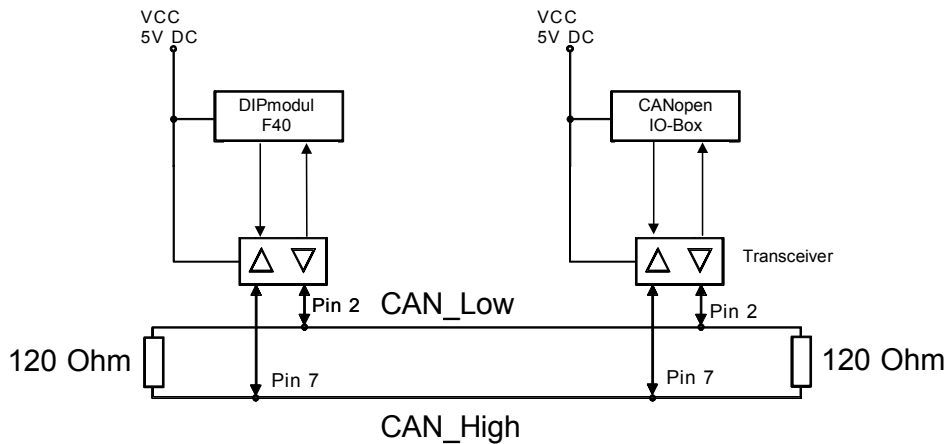 VCC
5V DC
VCC
5V DC
DIPmodul
F40
CANopen
IO-Box
Transceiver
Pin 2
CAN_Low
Pin 2
120 Ohm
120 Ohm
Pin 7
Pin 7
CAN_High